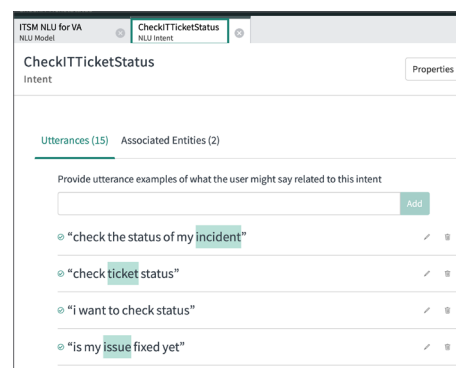 ITSM NLU for VA
NLU Model
CheckITTicketStatus
NLU Intent
CheckITTicketStatus
Intent
Properties
Utterances (15) Associated Entities (2)
Provide utterance examples of what the user might say related to this intent
Add
“check the status of my incident”
“check ticket status”
“i want to check status”
“is my issue fixed yet”